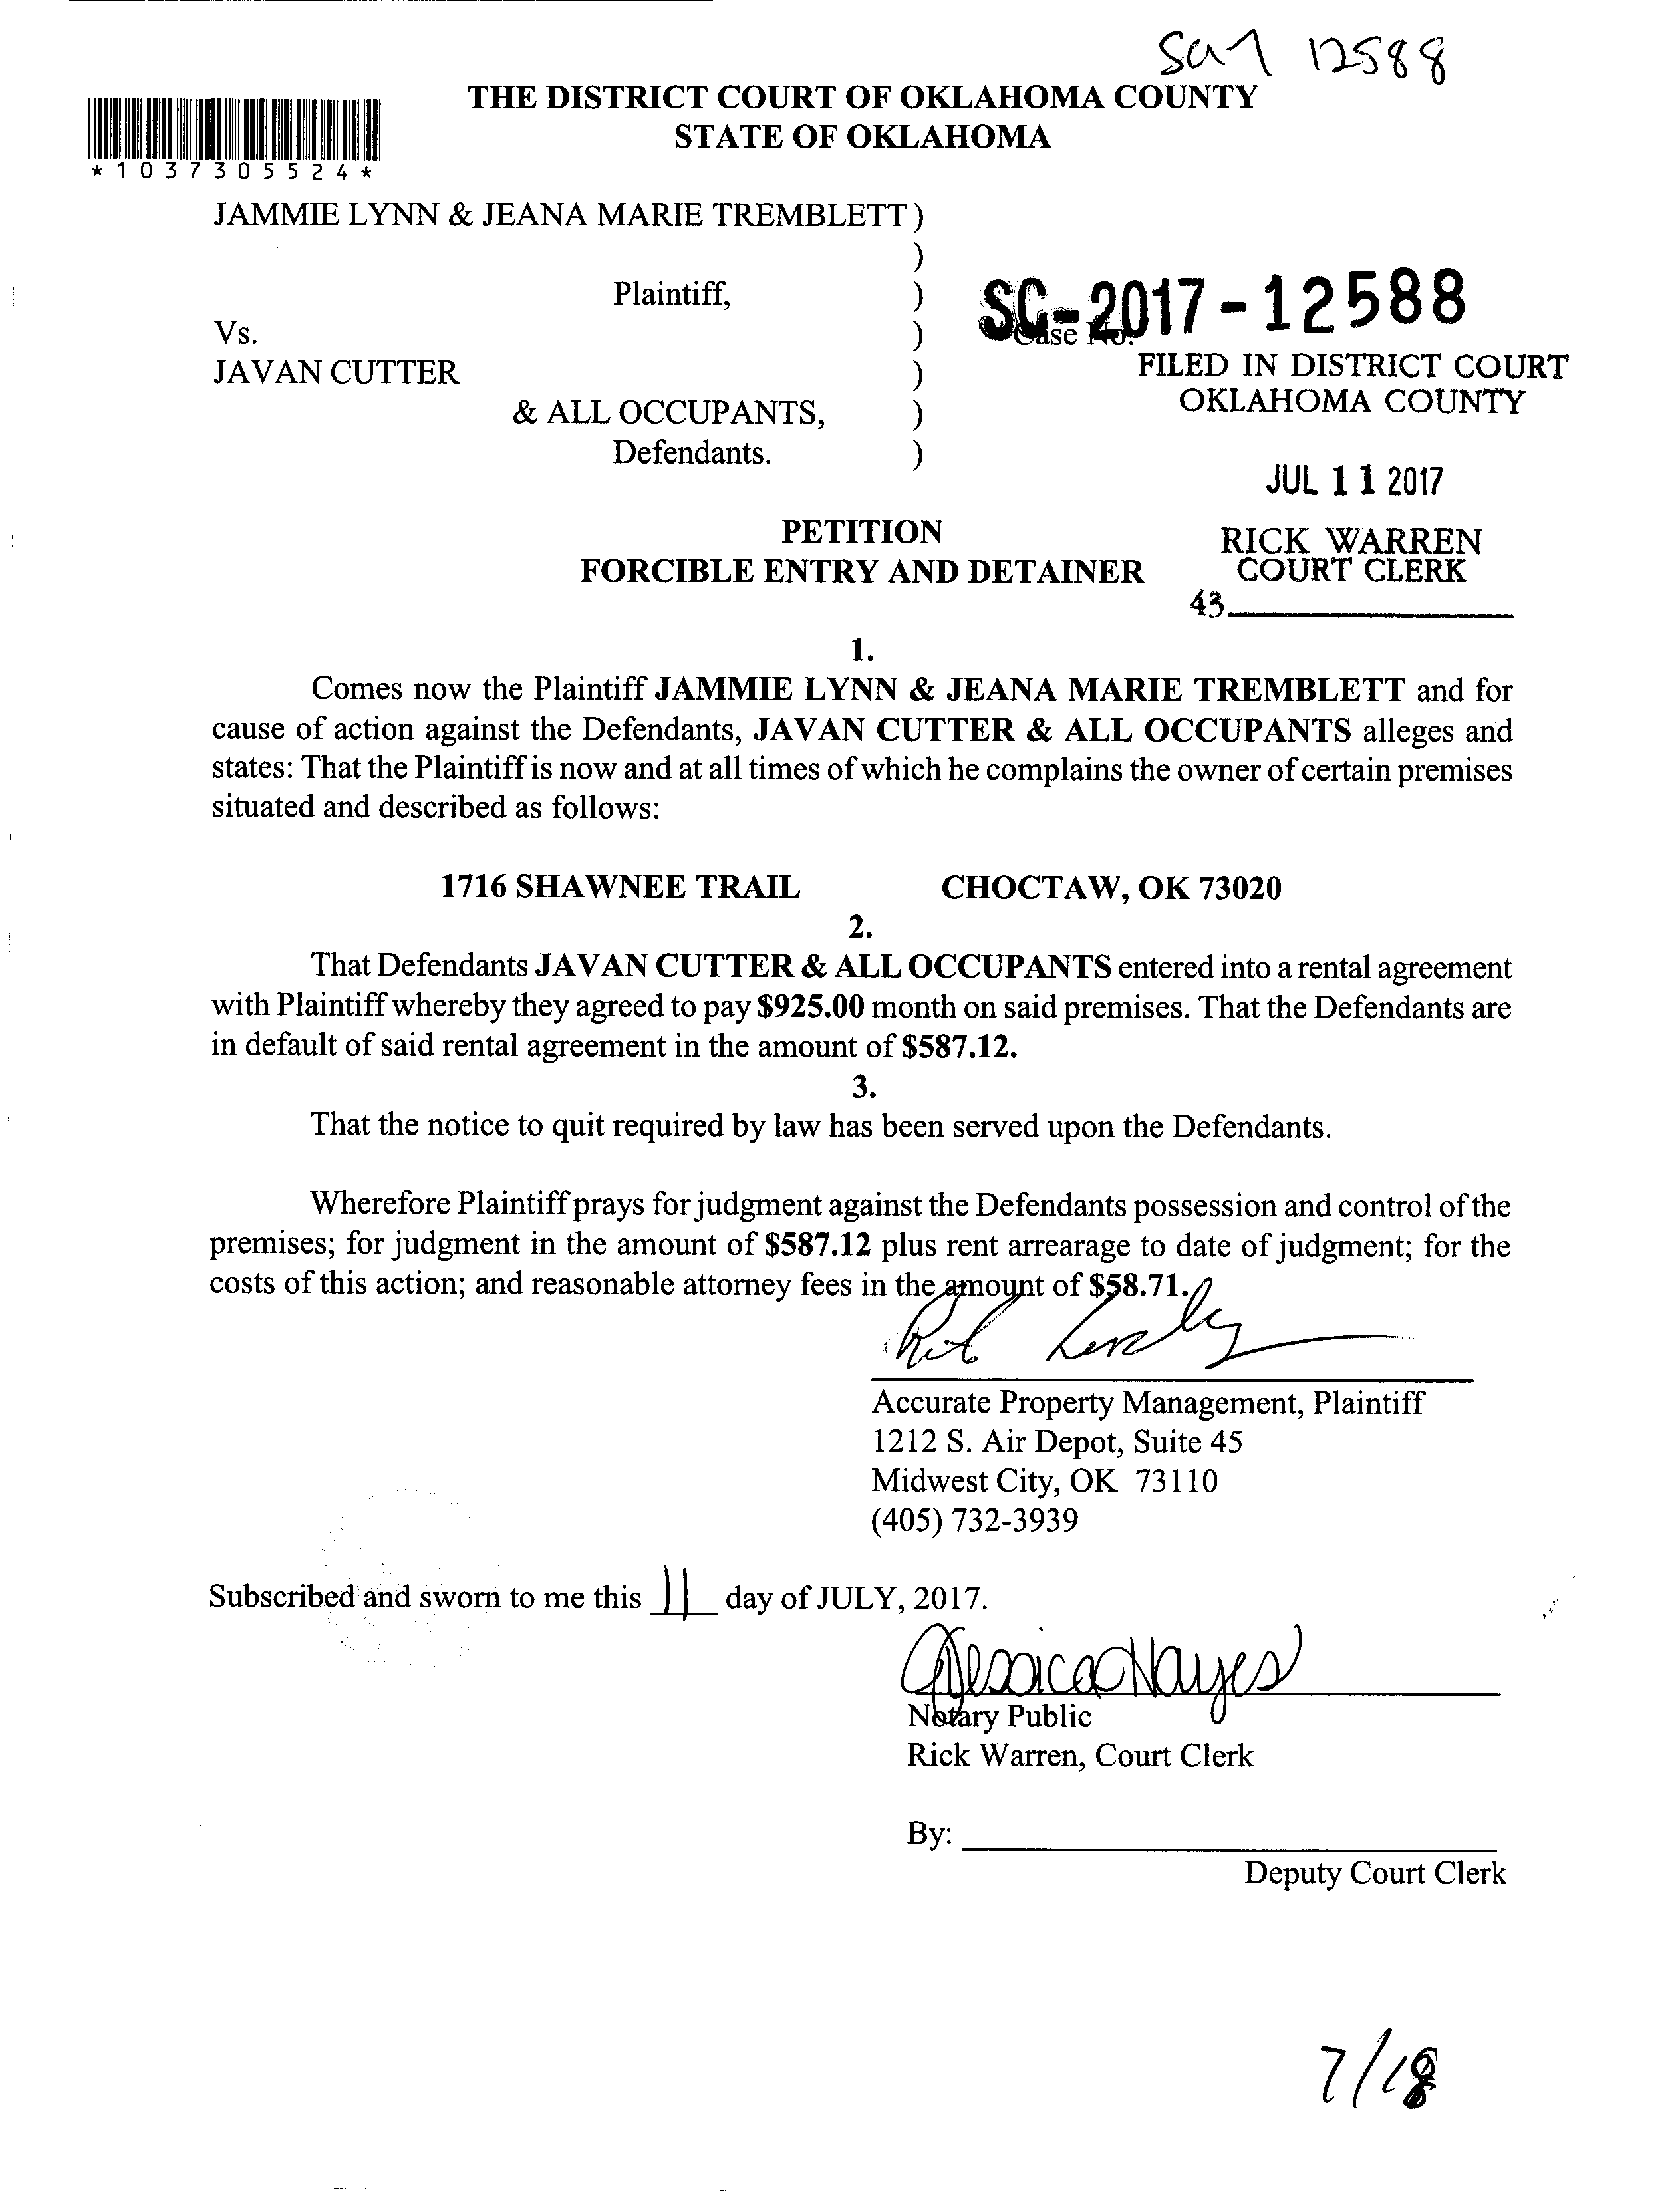 SC17 12588
THE DISTRICT COURT OF OKLAHOMA COUNTY
STATE OF OKLAHOMA
*1037305524*
JAMMIE LYNN & JEANA MARIE TREMBLETT )
)
Plaintiff, )
Vs. )
JAVAN CUTTER )
& ALL OCCUPANTS, )
Defendants. )
SC-2017-12588
Case No.
FILED IN DISTRICT COURT
OKLAHOMA COUNTY
JUL 11 2017
RICK WARREN
COURT CLERK
43
PETITION
FORCIBLE ENTRY AND DETAINER
1.
Comes now the Plaintiff JAMMIE LYNN & JEANA MARIE TREMBLETT and for
cause of action against the Defendants, JAVAN CUTTER & ALL OCCUPANTS alleges and
states: That the Plaintiff is now and at all times of which he complains the owner of certain premises
situated and described as follows:
1716 SHAWNEE TRAIL CHOCTAW, OK 73020
2.
That Defendants JAVAN CUTTER & ALL OCCUPANTS entered into a rental agreement
with Plaintiff whereby they agreed to pay $925.00 month on said premises. That the Defendants are
in default of said rental agreement in the amount of $587.12.
3.
That the notice to quit required by law has been served upon the Defendants.
Wherefore Plaintiff prays for judgment against the Defendants possession and control of the
premises; for judgment in the amount of $587.12 plus rent arrearage to date of judgment; for the
costs of this action; and reasonable attorney fees in the amount of $58.71.
Accurate Property Management, Plaintiff
1212 S. Air Depot, Suite 45
Midwest City, OK 73110
(405) 732-3939
Subscribed and sworn to me this 11 day of JULY, 2017.
Jessica Hayes
Notary Public
Rick Warren, Court Clerk
By:
Deputy Court Clerk
7/18